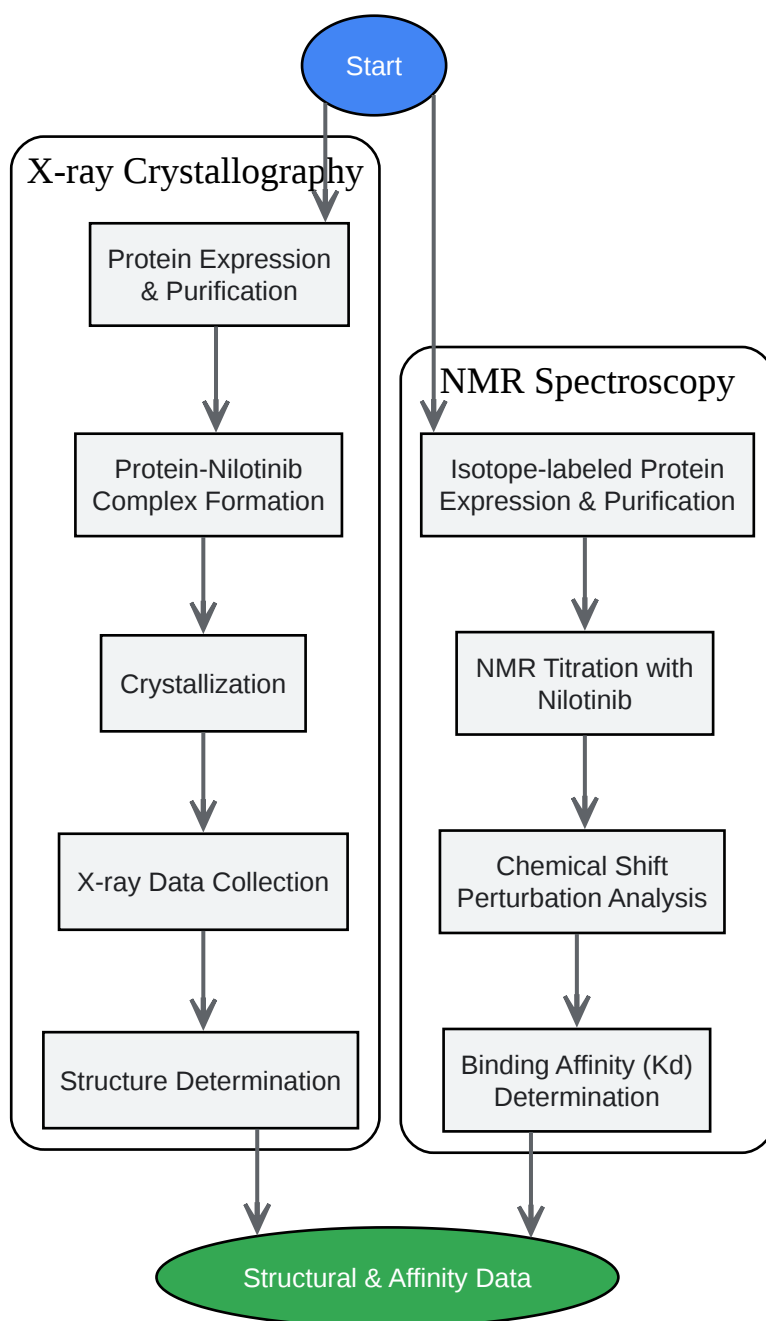 Start
X-ray Crystallography
Protein Expression
& Purification
Protein-Nilotinib
Complex Formation
Crystallization
X-ray Data Collection
Structure Determination
NMR Spectroscopy
Isotope-labeled Protein
Expression & Purification
NMR Titration with
Nilotinib
Chemical Shift
Perturbation Analysis
Binding Affinity (Kd)
Determination
Structural & Affinity Data